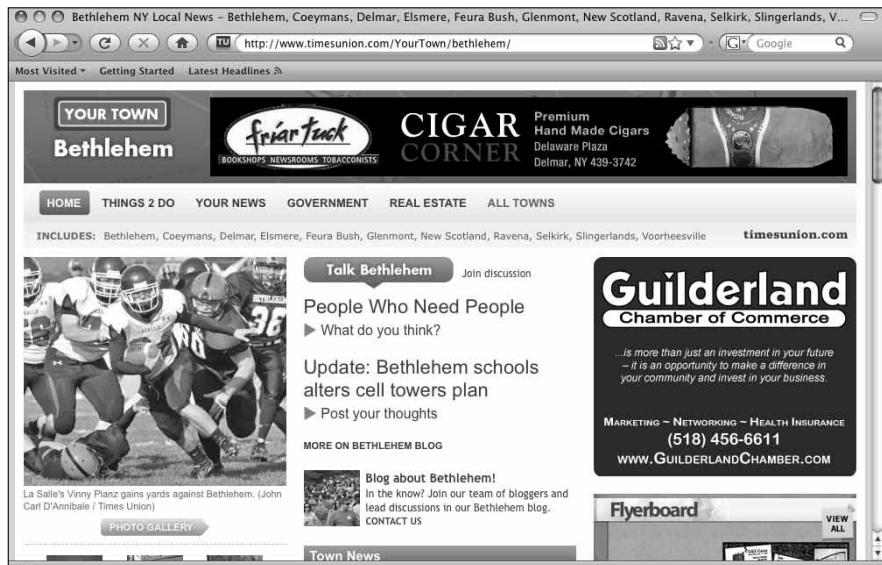 Bethlehem NY Local News – Bethlehem, Coeymans, Delmar, Elsmere, Feura Bush, Glenmont, New Scotland, Ravena, Selkirk, Slingerlands, V...
TU http://www.timesunion.com/YourTown/bethlehem/
G Google
Most Visited Getting Started Latest Headlines
YOUR TOWN
Bethlehem
friar tuck
BOOKSHOPS NEWSROOMS TOBACCONISTS
CIGAR
CORNER
Premium
Hand Made Cigars
Delaware Plaza
Delmar, NY 439-3742
HOME THINGS 2 DO YOUR NEWS GOVERNMENT REAL ESTATE ALL TOWNS
INCLUDES: Bethlehem, Coeymans, Delmar, Elsmere, Feura Bush, Glenmont, New Scotland, Ravena, Selkirk, Slingerlands, Voorheesville timesunion.com
BETHLEHEM
36
La Salle's Vinny Pianz gains yards against Bethlehem. (John
Carl D'Annibale / Times Union)
PHOTO GALLERY
Talk Bethlehem Join discussion
People Who Need People
What do you think?
Update: Bethlehem schools
alters cell towers plan
Post your thoughts
MORE ON BETHLEHEM BLOG
Blog about Bethlehem!
In the know? Join our team of bloggers and
lead discussions in our Bethlehem blog.
CONTACT US
Town News
Guilderland
Chamber of Commerce
...is more than just an investment in your future
– it is an opportunity to make a difference in
your community and invest in your business.
MARKETING ~ NETWORKING ~ HEALTH INSURANCE
(518) 456-6611
WWW.GUILDERLANDCHAMBER.COM
Flyerboard
VIEW
ALL